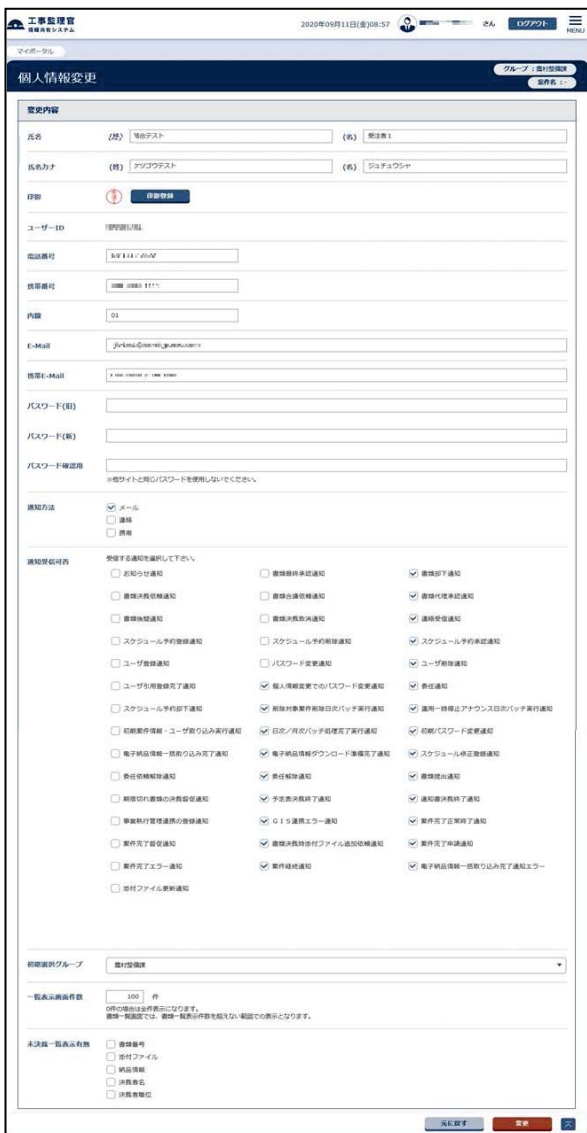 工事監理官
情報共有システム
2020年09月11日(金)08:57
さん
ログアウト
MENU
マイポータル
個人情報変更
グループ：農村整備課
案件名：-
変更内容
氏名 (姓) 結合テスト (名) 受注者1
氏名カナ (姓) ケツゴウテスト (名) ジュチュウシャ
印影 印影登録
ユーザーID
電話番号
携帯番号
内線 01
E-Mail
携帯E-Mail
パスワード(旧)
パスワード(新)
パスワード確認用
※他サイトと同じパスワードを使用しないでください。
通知方法 メール
連絡
携帯
通知受信可否 受信する通知を選択して下さい。
お知らせ通知 書類最終承認通知 書類却下通知
書類決裁依頼通知 書類合議依頼通知 書類代理承認通知
書類後閲通知 書類決裁取消通知 連絡受信通知
スケジュール予約登録通知 スケジュール予約削除通知 スケジュール予約承認通知
ユーザ登録通知 パスワード変更通知 ユーザ削除通知
ユーザ引用登録完了通知 個人情報変更でのパスワード変更通知 委任通知
スケジュール予約却下通知 削除対象案件削除日次バッチ実行通知 運用一時停止アナウンス日次バッチ実行通知
初期案件情報・ユーザ取り込み実行通知 日次／月次バッチ処理完了実行通知 初期パスワード変更通知
電子納品情報一括取り込み完了通知 電子納品情報ダウンロード準備完了通知 スケジュール修正登録通知
委任依頼解除通知 委任解除通知 書類提出通知
期限切れ書類の決裁督促通知 予定表決裁終了通知 通知書決裁終了通知
事業執行管理連携の登録通知 ＧＩＳ連携エラー通知 案件完了正常終了通知
案件完了督促通知 書類決裁時添付ファイル追加依頼通知 案件完了申請通知
案件完了エラー通知 案件継続通知 電子納品情報一括取り込み完了通知エラー
添付ファイル更新通知
初期選択グループ 農村整備課
一覧表示画面件数 100 件
0件の場合は全件表示になります。
書類一覧画面では、書類一覧表示件数を超えない範囲での表示となります。
未決裁一覧表示有無 書類番号
添付ファイル
納品情報
決裁者名
決裁者職位
元に戻す 変更